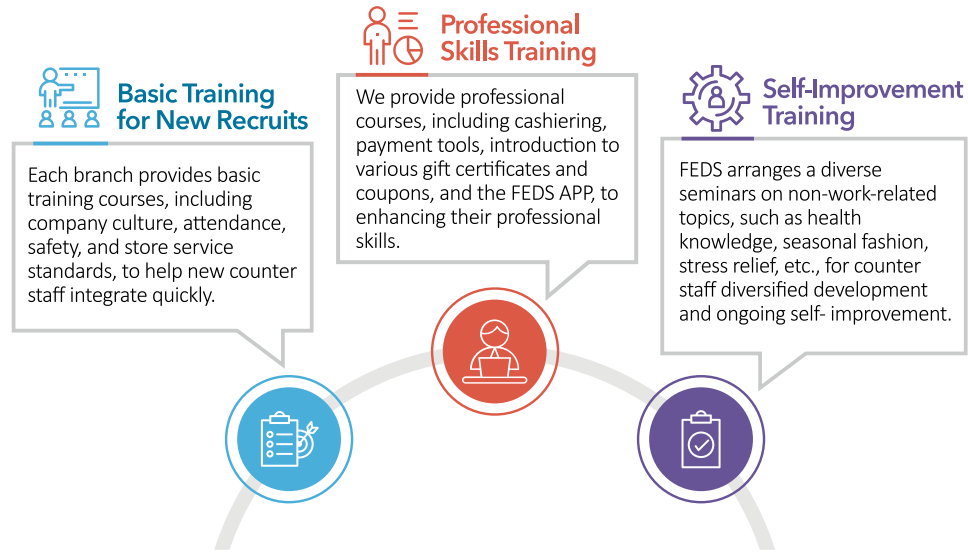 Basic Training
for New Recruits
Each branch provides basic
training courses, including
company culture, attendance,
safety, and store service
standards, to help new counter
staff integrate quickly.
Professional
Skills Training
We provide professional
courses, including cashiering,
payment tools, introduction to
various gift certificates and
coupons, and the FEDS APP, to
enhancing their professional
skills.
Self-Improvement
Training
FEDS arranges a diverse
seminars on non-work-related
topics, such as health
knowledge, seasonal fashion,
stress relief, etc., for counter
staff diversified development
and ongoing self- improvement.